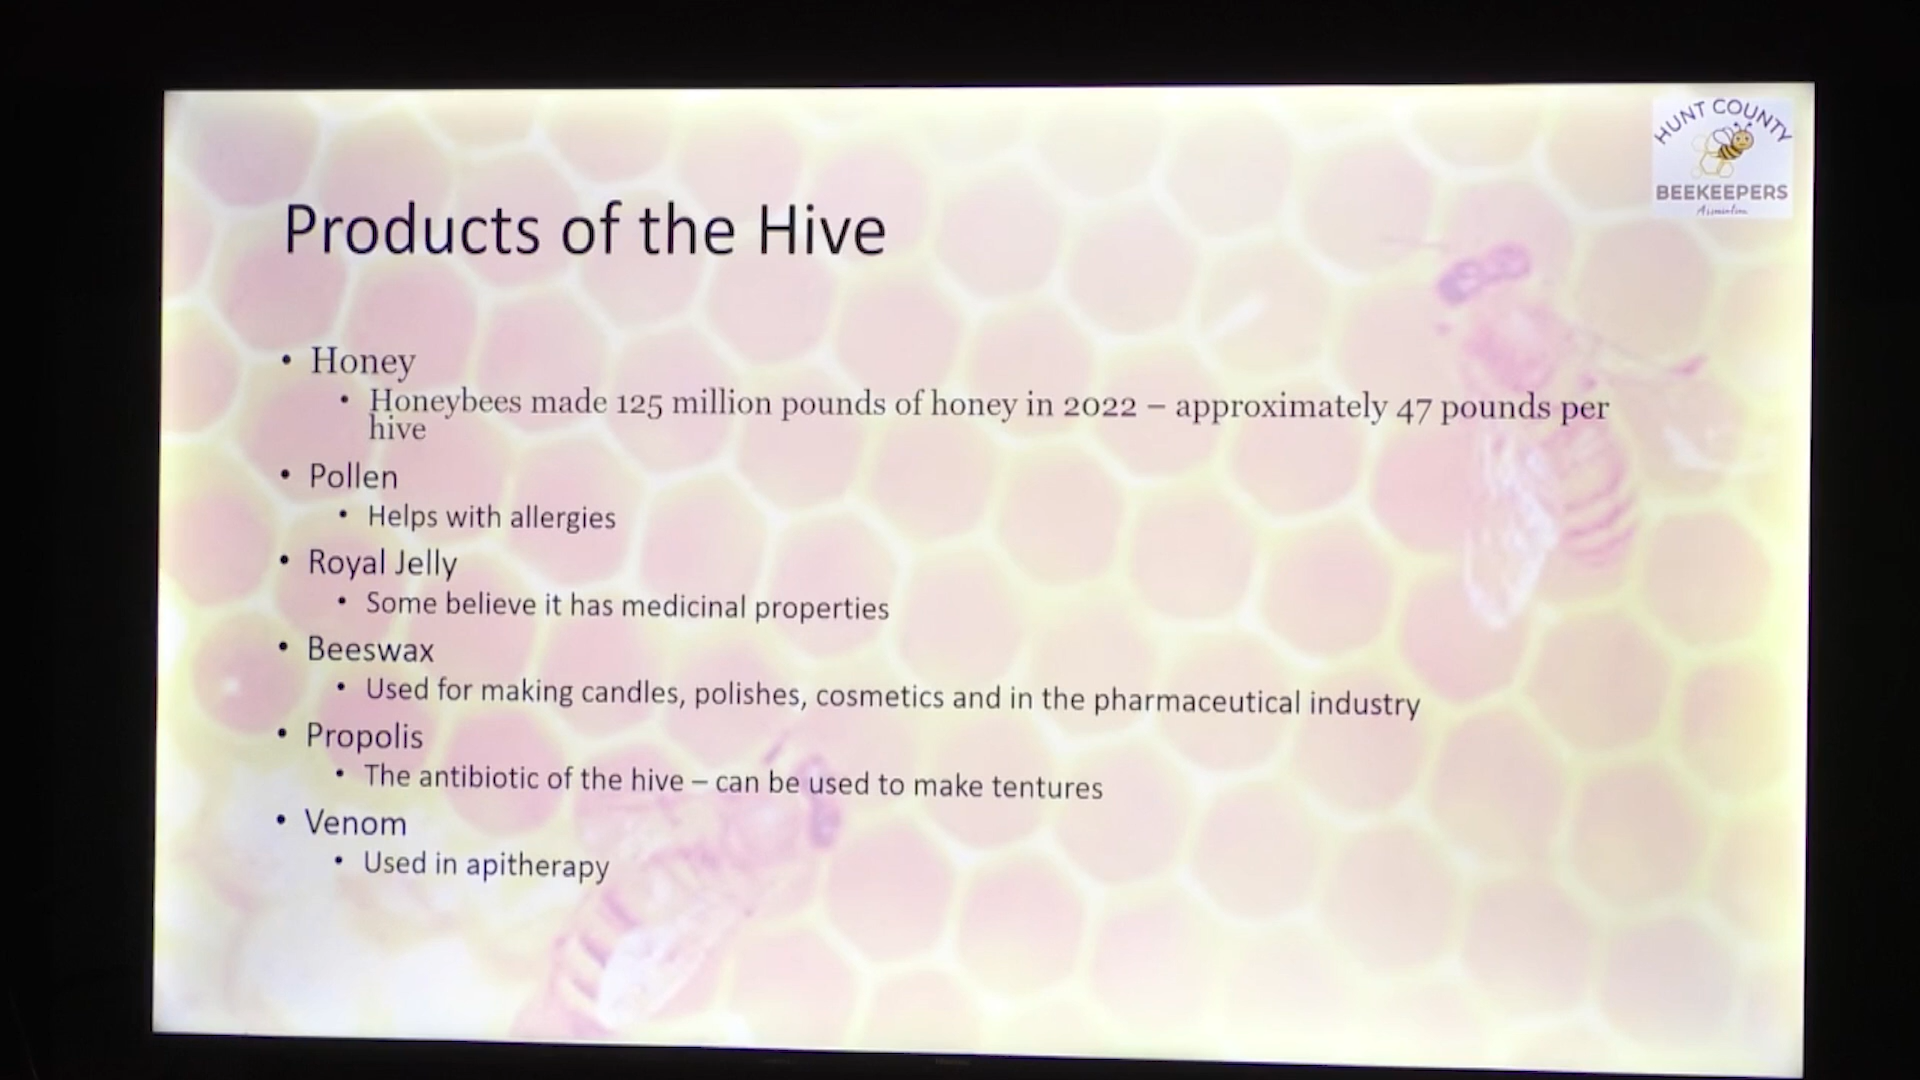 HUNT COUNTY
BEEKEEPERS
Association
Products of the Hive
• Honey
• Honeybees made 125 million pounds of honey in 2022 – approximately 47 pounds per
hive
• Pollen
• Helps with allergies
• Royal Jelly
• Some believe it has medicinal properties
• Beeswax
• Used for making candles, polishes, cosmetics and in the pharmaceutical industry
• Propolis
• The antibiotic of the hive – can be used to make tentures
• Venom
• Used in apitherapy